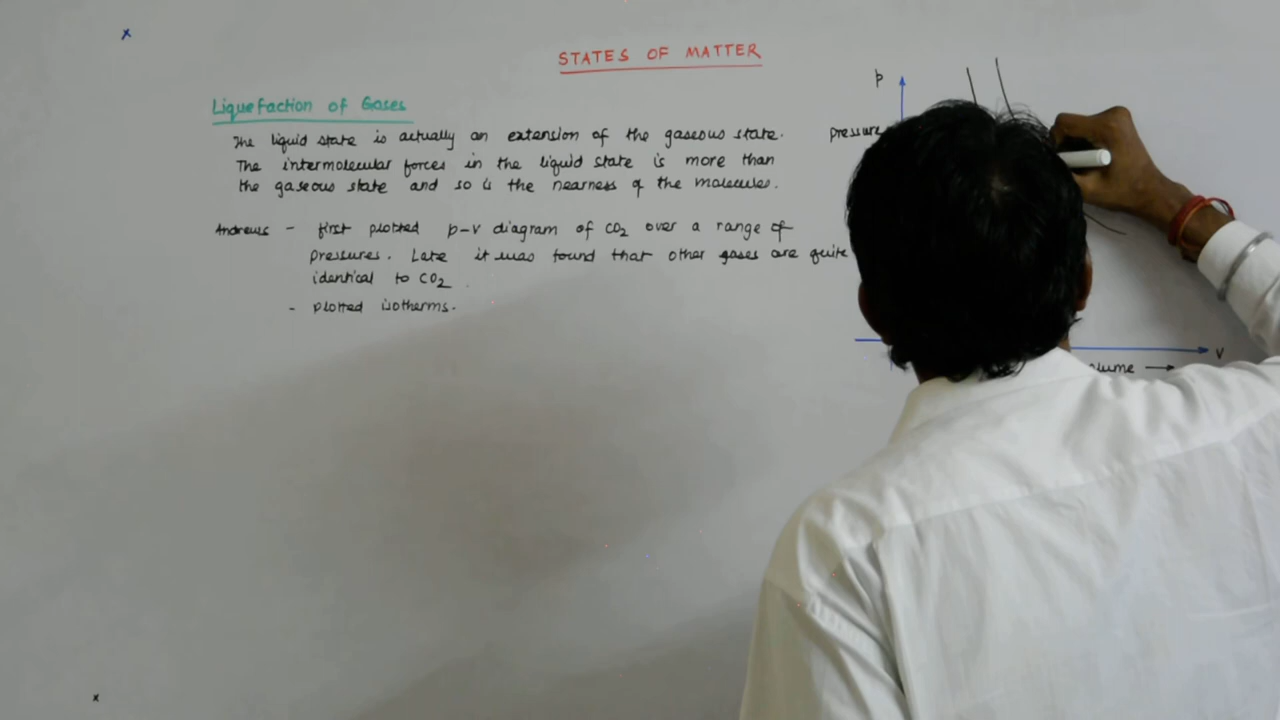 STATES OF MATTER
Liquefaction of Gases
The liquid state is actually an extension of the gaseous state.
The intermolecular forces in the liquid state is more than
the gaseous state and so is the nearness of the molecules.
Andrews - first plotted p-v diagram of CO2 over a range of
pressures. Late it was found that other gases are quite
identical to CO2.
- plotted isotherms.
p
pressure
v